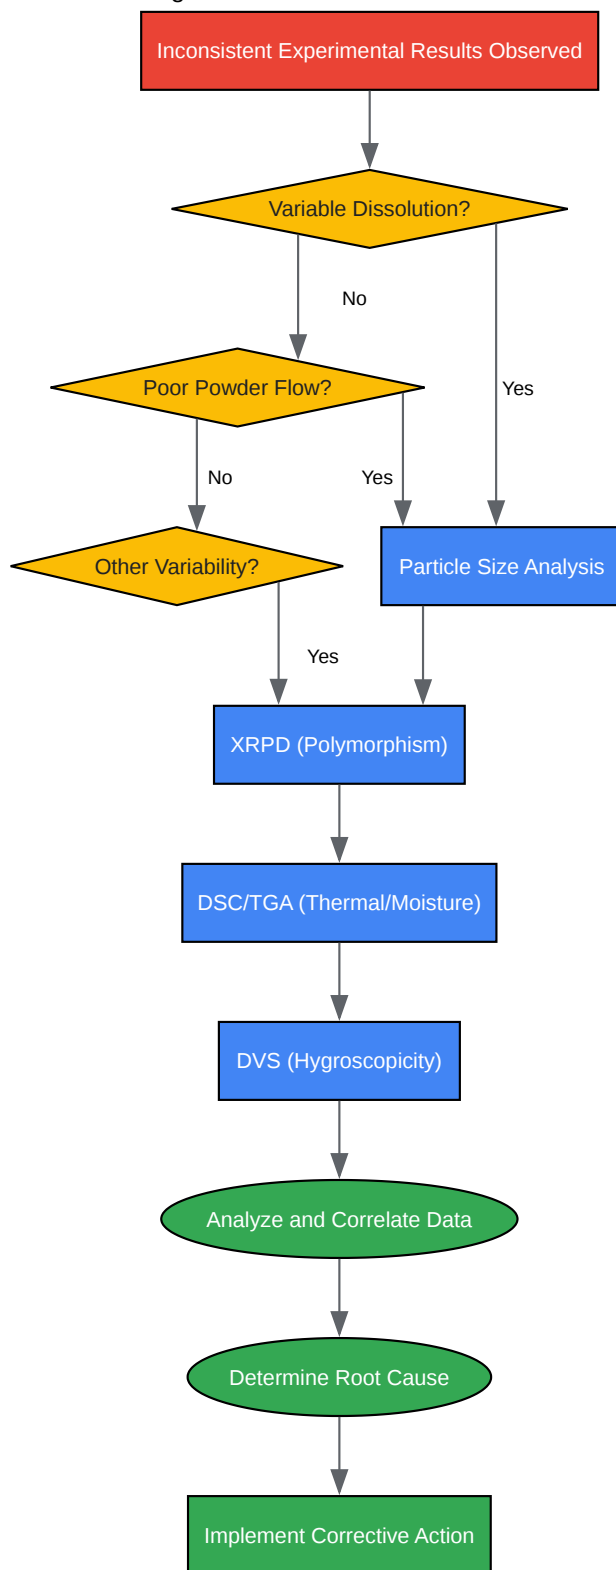 Inconsistent Experimental Results Observed
Variable Dissolution?
No
Poor Powder Flow?
Yes
No
Yes
Other Variability?
Particle Size Analysis
Yes
XRPD (Polymorphism)
DSC/TGA (Thermal/Moisture)
DVS (Hygroscopicity)
Analyze and Correlate Data
Determine Root Cause
Implement Corrective Action